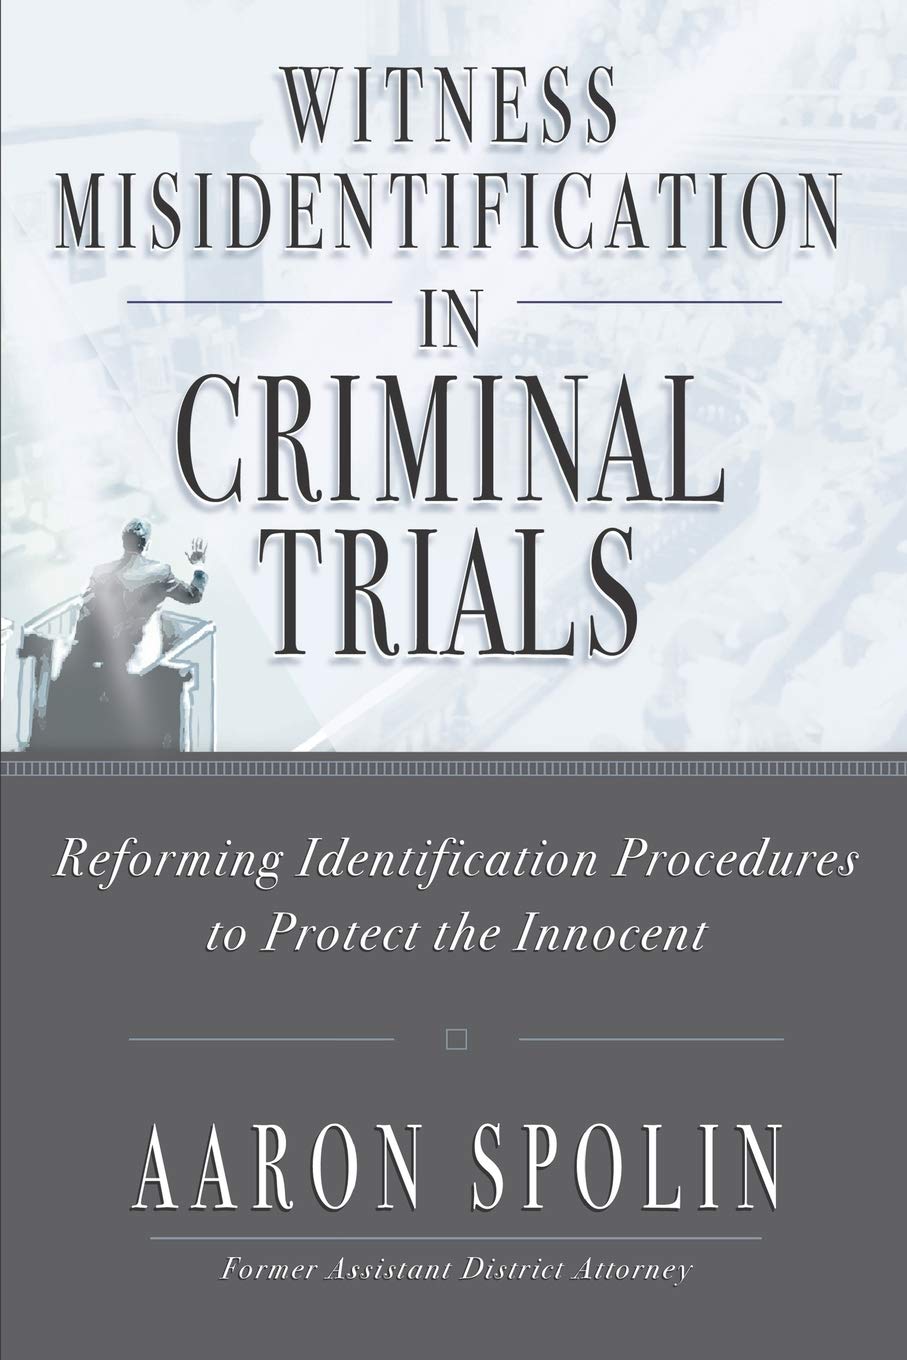 WITNESS
MISIDENTIFICATION
IN
CRIMINAL
TRIALS
Reforming Identification Procedures
to Protect the Innocent
AARON SPOLIN
Former Assistant District Attorney